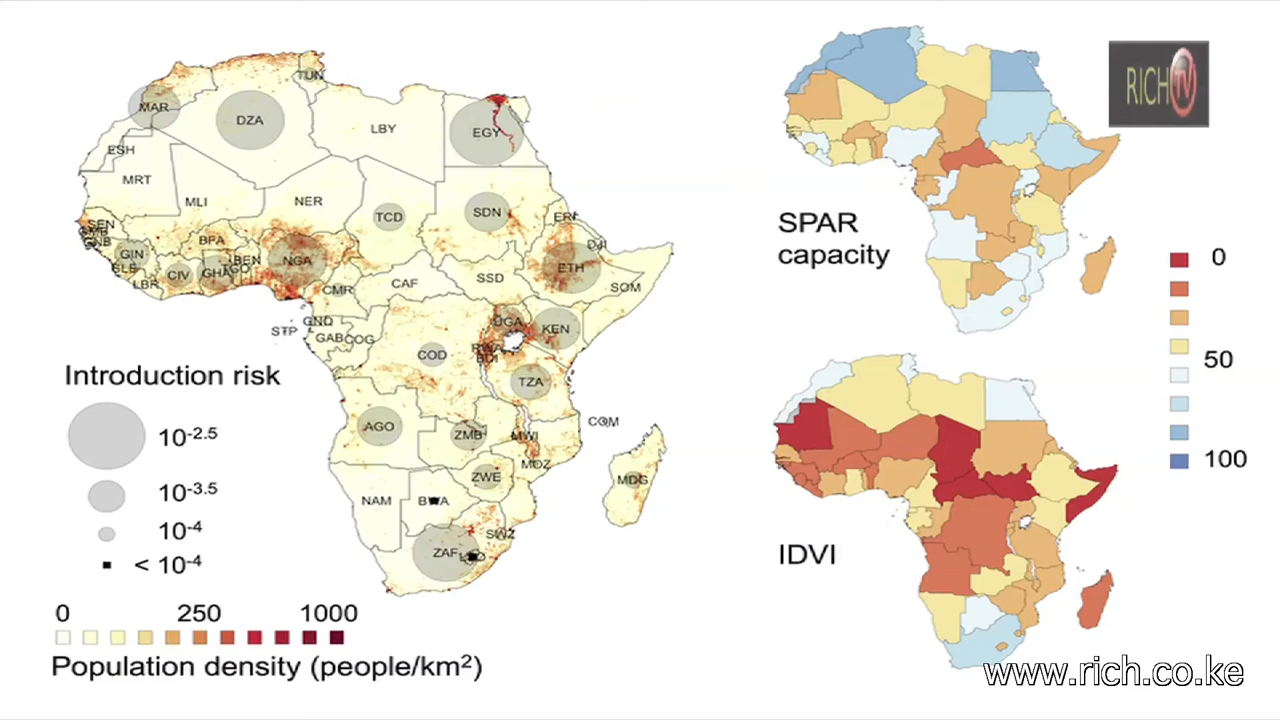 TUN
MAR
DZA
LBY
EGY
ESH
MRT
MLI
NER
TCD
SDN
ERI
SEN
GNB
BFA
DJI
GIN
BEN
NGA
ETH
SLE
CIV
GHA
TGO
CMR
CAF
SSD
SOM
LBR
STP
GNQ
UGA
KEN
GAB
COG
COD
RWA
BDI
TZA
AGO
ZMB
MWI
COM
MOZ
ZWE
MDG
NAM
BWA
SWZ
ZAF
Introduction risk
10-2.5
10-3.5
10-4
< 10-4
0 250 1000
Population density (people/km²)
RICH TV
SPAR
capacity
0
50
100
IDVI
www.rich.co.ke